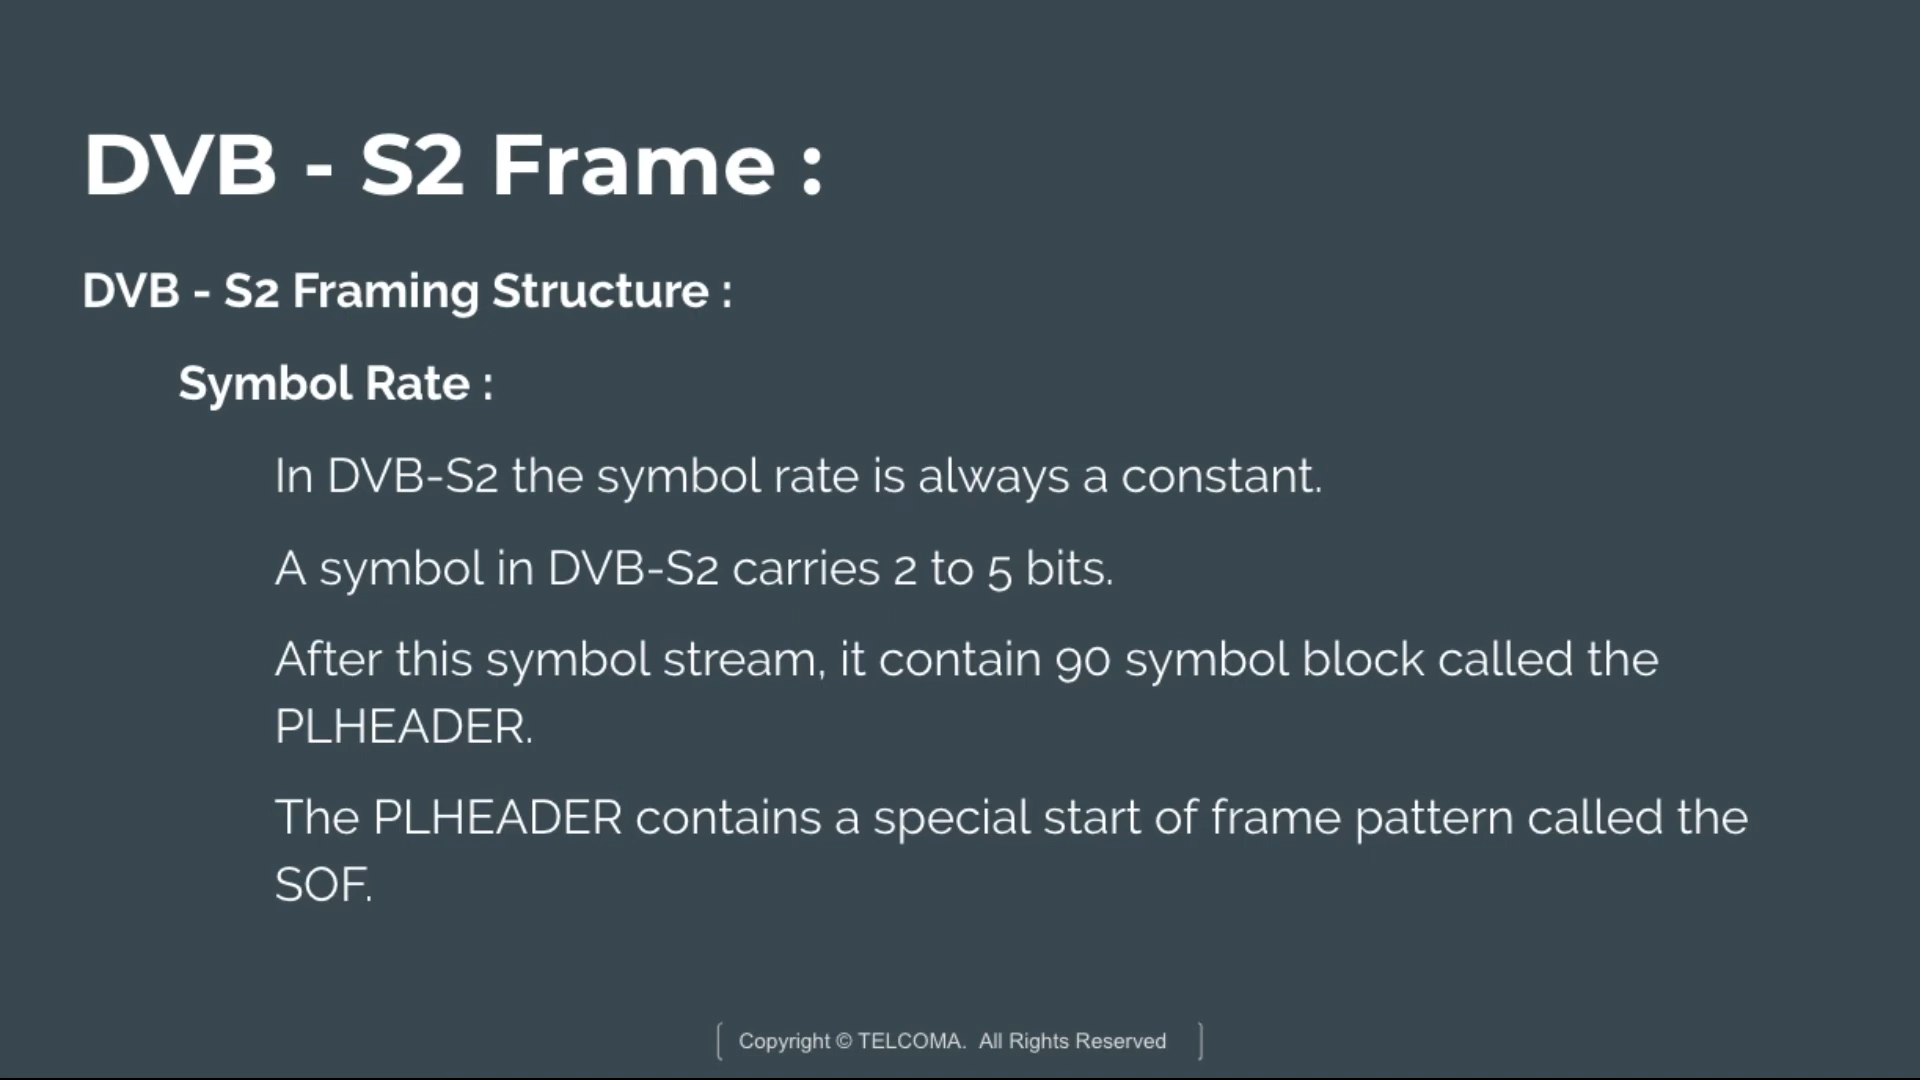 DVB - S2 Frame :
DVB - S2 Framing Structure :
Symbol Rate :
In DVB-S2 the symbol rate is always a constant.
A symbol in DVB-S2 carries 2 to 5 bits.
After this symbol stream, it contain 90 symbol block called the
PLHEADER.
The PLHEADER contains a special start of frame pattern called the
SOF.
[ Copyright © TELCOMA. All Rights Reserved ]